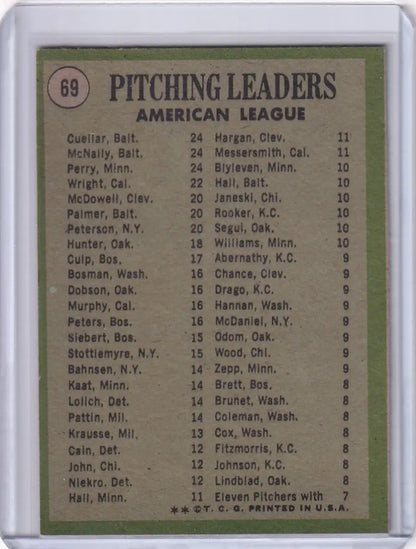 69
PITCHING LEADERS
AMERICAN LEAGUE
Cuellar, Balt. 24 Hargan, Clev. 11
McNally, Balt. 24 Messersmith, Cal. 11
Perry, Minn. 24 Blyleven, Minn. 10
Wright, Cal. 22 Hall, Balt. 10
McDowell, Clev. 20 Janeski, Chi. 10
Palmer, Balt. 20 Rooker, K.C. 10
Peterson, N.Y. 20 Segui, Oak. 10
Hunter, Oak. 18 Williams, Minn. 10
Culp, Bos. 17 Abernathy, K.C. 9
Bosman, Wash. 16 Chance, Clev. 9
Dobson, Oak. 16 Drago, K.C. 9
Murphy, Cal. 16 Hannan, Wash. 9
Peters, Bos. 16 McDaniel, N.Y. 9
Siebert, Bos. 15 Odom, Oak. 9
Stottlemyre, N.Y. 15 Wood, Chi. 9
Bahnsen, N.Y. 14 Zepp, Minn. 9
Kaat, Minn. 14 Brett, Bos. 8
Lolich, Det. 14 Brunet, Wash. 8
Pattin, Mil. 14 Coleman, Wash. 8
Krausse, Mil. 13 Cox, Wash. 8
Cain, Det. 12 Fitzmorris, K.C. 8
John, Chi. 12 Johnson, K.C. 8
Niekro, Det. 12 Lindblad, Oak. 8
Hall, Minn. 11 Eleven Pitchers with 7
** © T. C. G. PRINTED IN U.S.A.